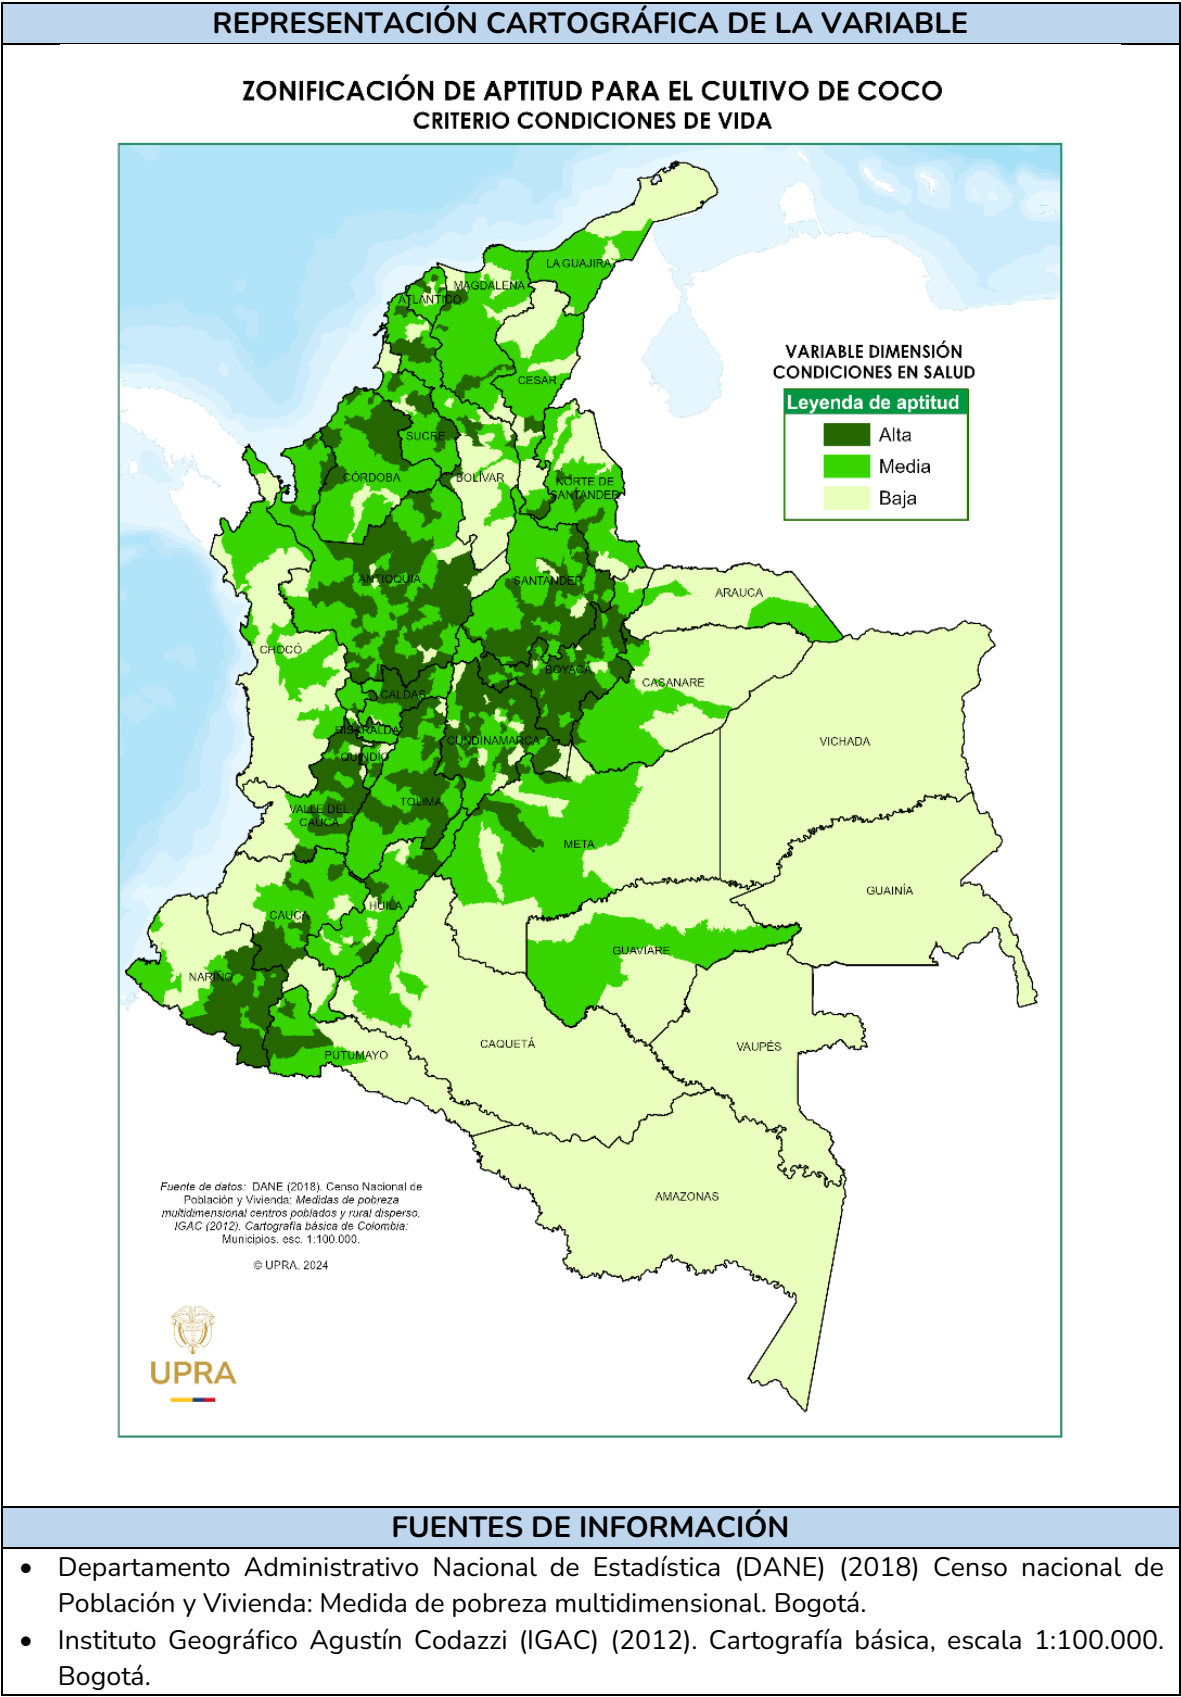 REPRESENTACIÓN CARTOGRÁFICA DE LA VARIABLE
ZONIFICACIÓN DE APTITUD PARA EL CULTIVO DE COCO
CRITERIO CONDICIONES DE VIDA
LA GUAJIRA
MAGDALENA
ATLÁNTICO
VARIABLE DIMENSIÓN
CONDICIONES EN SALUD
Leyenda de aptitud
Alta
Media
Baja
CESAR
SUCRE
CÓRDOBA
BOLÍVAR
NORTE DE
SANTANDER
ANTIOQUIA
SANTANDER
ARAUCA
CHOCÓ
BOYACÁ
CASANARE
CALDAS
RISARALDA
CUNDINAMARCA
VICHADA
QUINDÍO
TOLIMA
VALLE DEL
CAUCA
META
GUAINÍA
HUILA
CAUCA
GUAVIARE
NARIÑO
CAQUETÁ
VAUPÉS
PUTUMAYO
AMAZONAS
Fuente de datos: DANE (2018). Censo Nacional de
Población y Vivienda: Medidas de pobreza
multidimensional centros poblados y rural disperso.
IGAC (2012). Cartografía básica de Colombia:
Municipios. esc. 1:100.000.
© UPRA, 2024
UPRA
FUENTES DE INFORMACIÓN
• Departamento Administrativo Nacional de Estadística (DANE) (2018) Censo nacional de
Población y Vivienda: Medida de pobreza multidimensional. Bogotá.
• Instituto Geográfico Agustín Codazzi (IGAC) (2012). Cartografía básica, escala 1:100.000.
Bogotá.